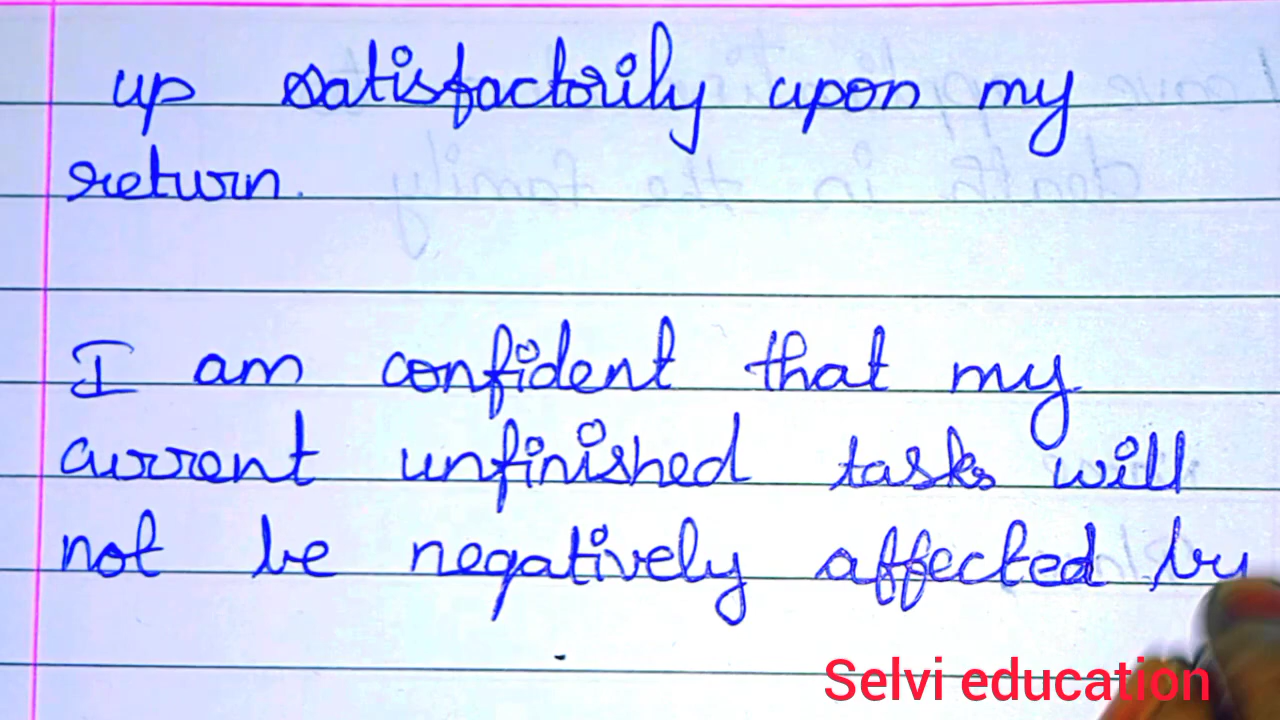 up satisfactorily upon my
return.
I am confident that my
current unfinished tasks will
not be negatively affected by
Selvi education